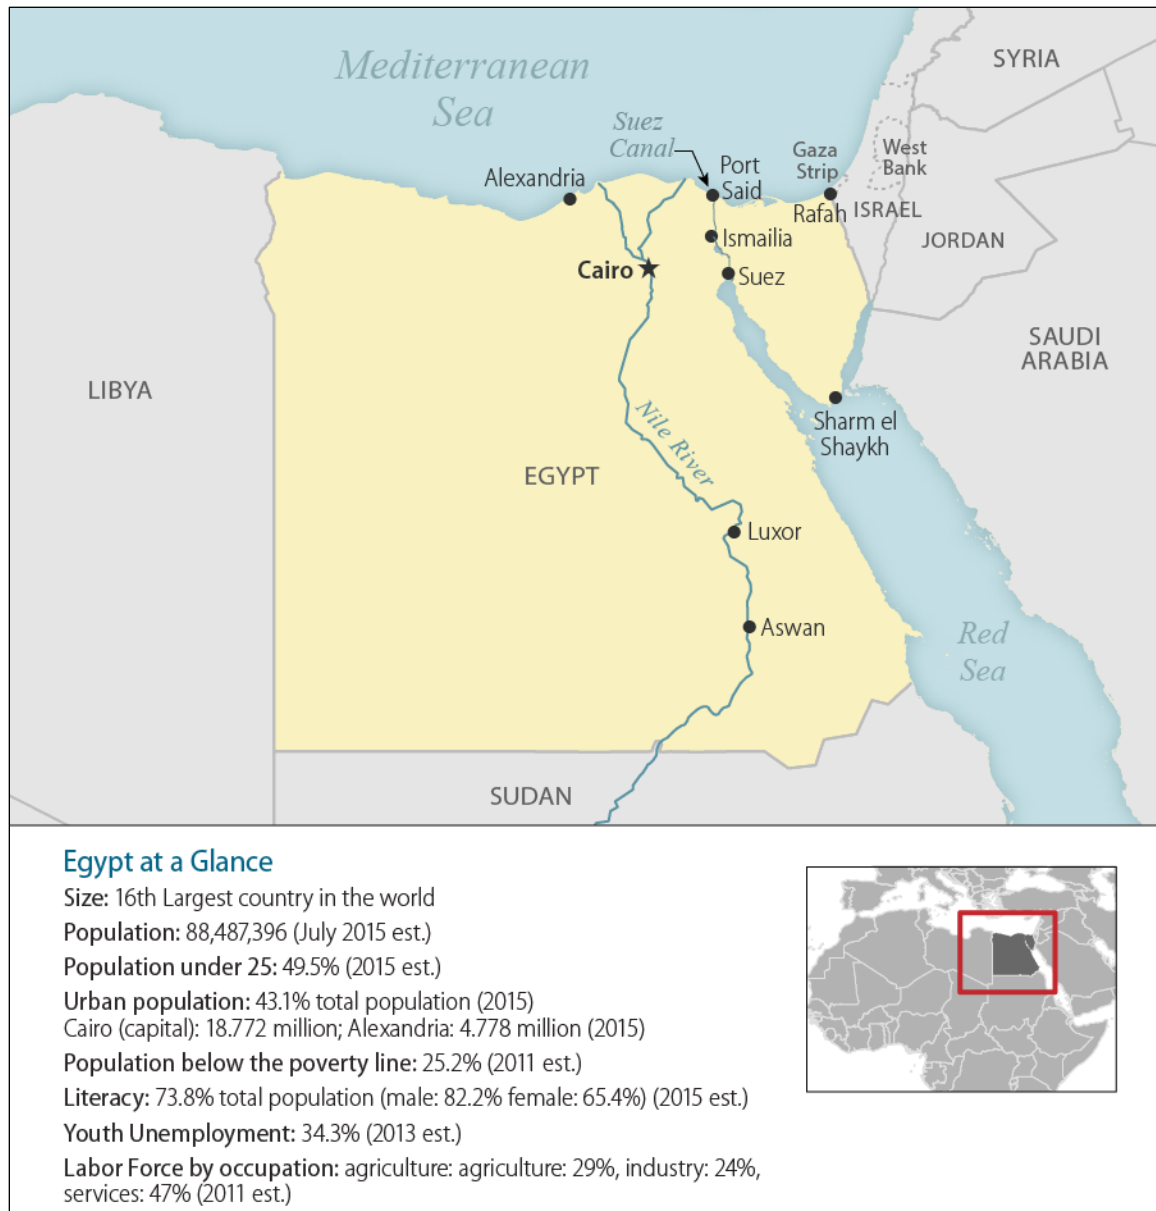 Mediterranean
Sea
SYRIA
Suez
Canal
Gaza
Strip
West
Bank
Port
Said
Alexandria
Rafah
ISRAEL
Ismailia
JORDAN
Cairo
Suez
SAUDI
ARABIA
LIBYA
Sharm el
Shaykh
Nile River
EGYPT
Luxor
Aswan
Red
Sea
SUDAN
Egypt at a Glance
Size: 16th Largest country in the world
Population: 88,487,396 (July 2015 est.)
Population under 25: 49.5% (2015 est.)
Urban population: 43.1% total population (2015)
Cairo (capital): 18.772 million; Alexandria: 4.778 million (2015)
Population below the poverty line: 25.2% (2011 est.)
Literacy: 73.8% total population (male: 82.2% female: 65.4%) (2015 est.)
Youth Unemployment: 34.3% (2013 est.)
Labor Force by occupation: agriculture: agriculture: 29%, industry: 24%,
services: 47% (2011 est.)